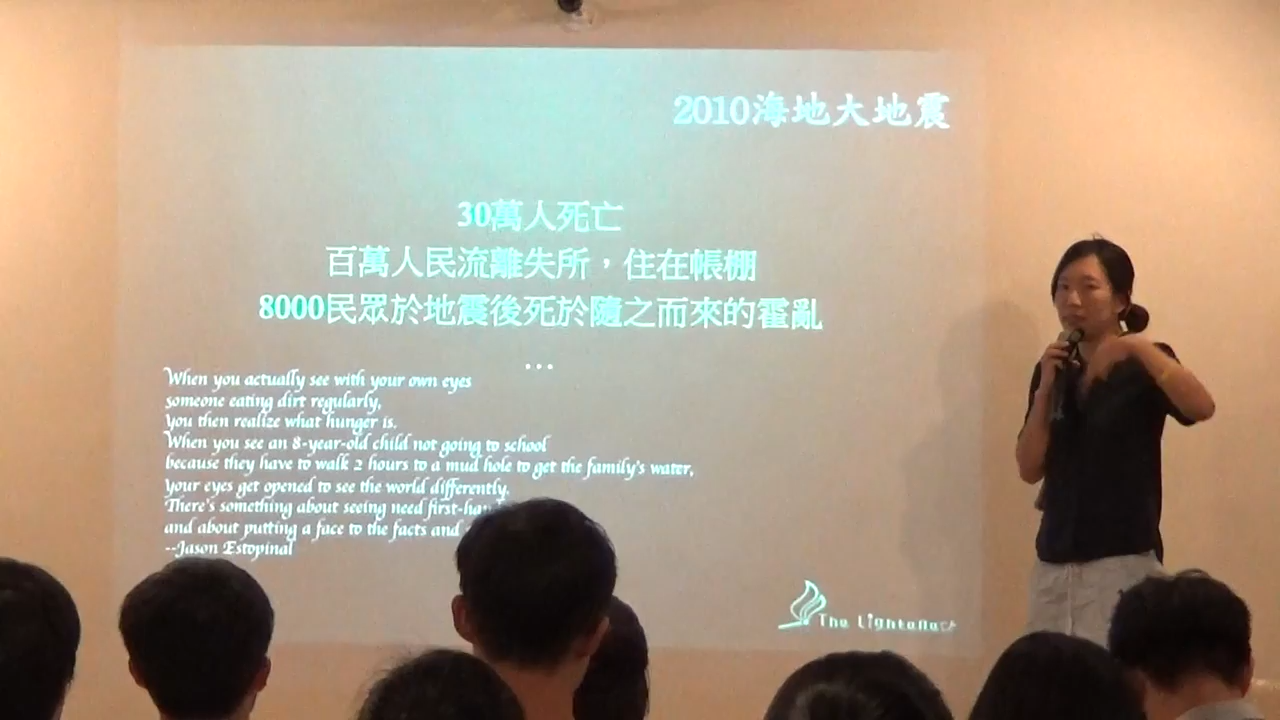 2010海地大地震
30萬人死亡
百萬人民流離失所，住在帳棚
8000民眾於地震後死於隨之而來的霍亂
...
When you actually see with your own eyes
someone eating dirt regularly,
You then realize what hunger is.
When you see an 8-year-old child not going to school
because they have to walk 2 hours to a mud hole to get the family's water,
Your eyes get opened to see the world differently.
There's something about seeing need
and about putting a face to the facts and
--Jason Estopinal
The